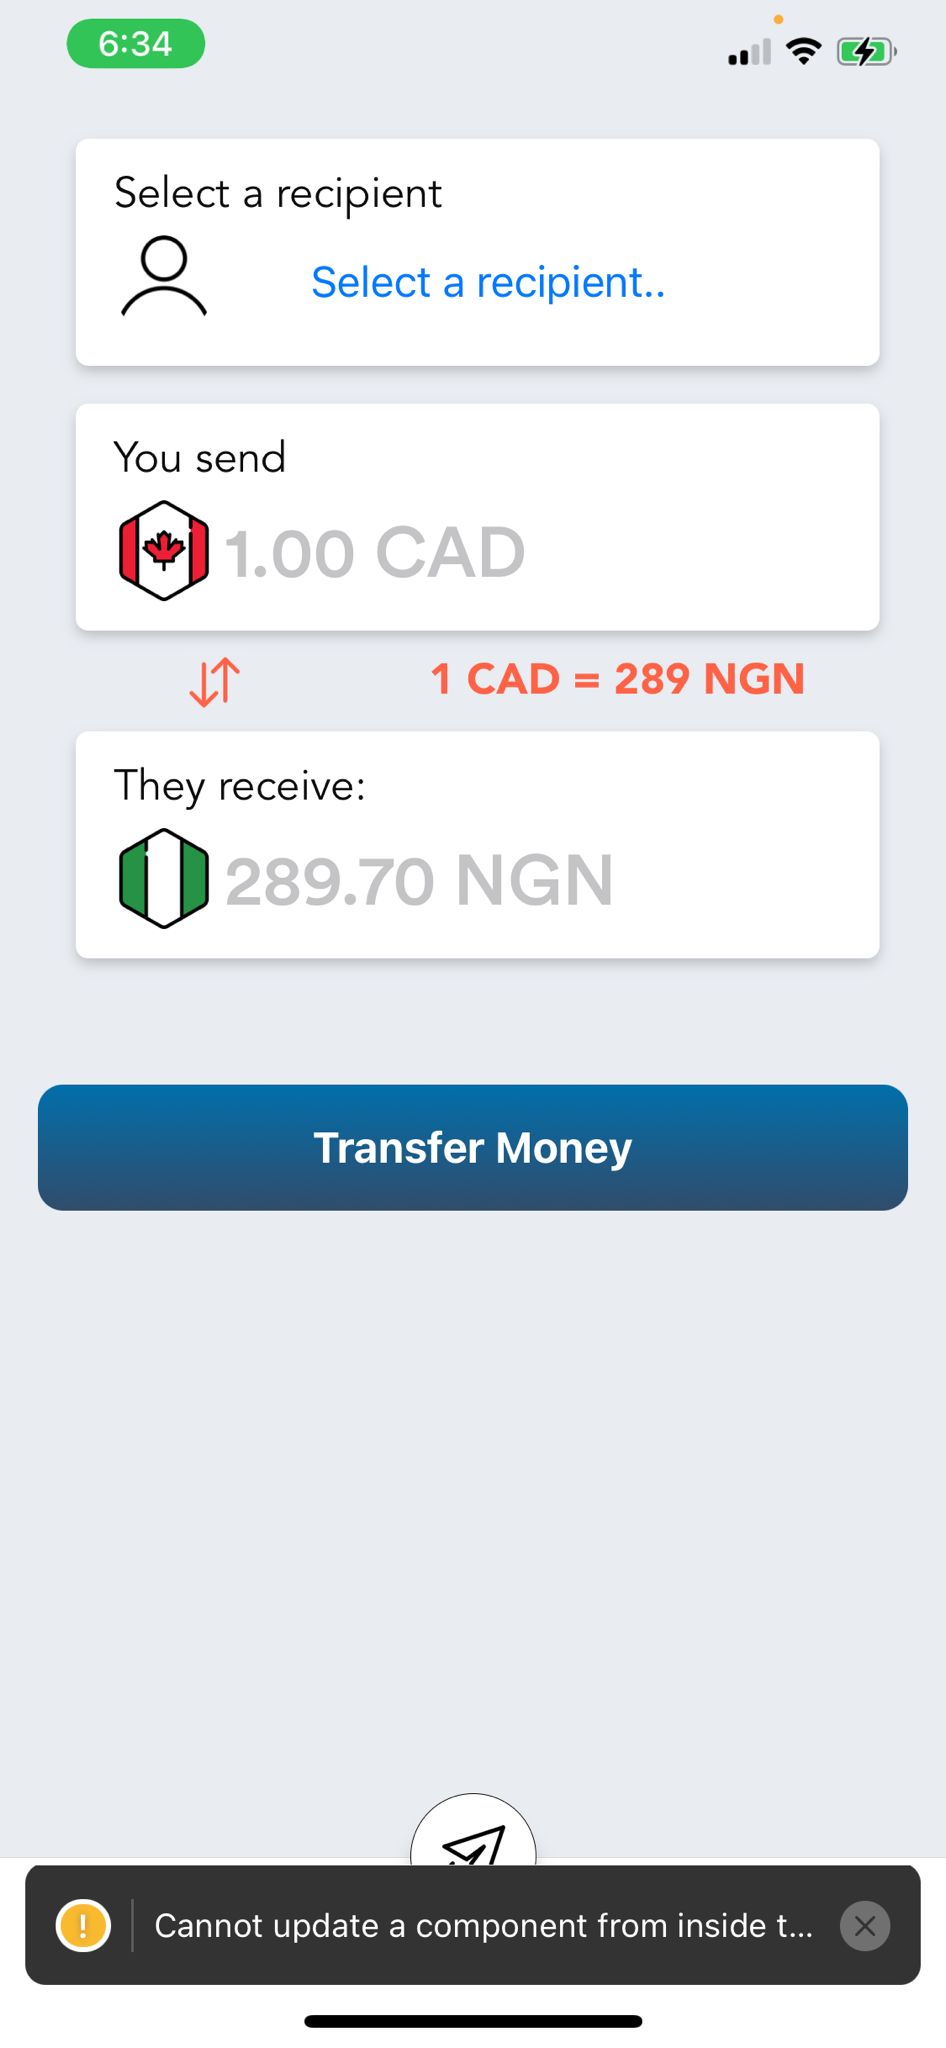 6:34
Select a recipient
Select a recipient..
You send
1.00 CAD
1 CAD = 289 NGN
They receive:
289.70 NGN
Transfer Money
! Cannot update a component from inside t...